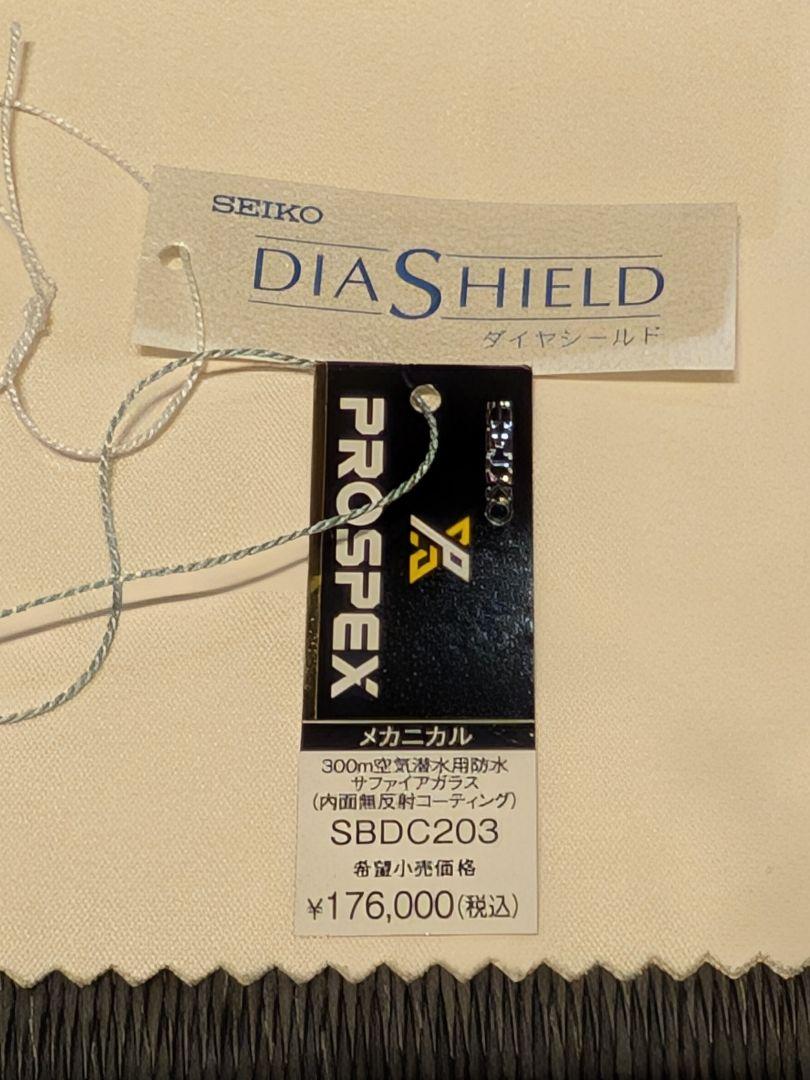 SEIKO
DIASHIELD
ダイヤシールド
PROSPEX
SEIKO
メカニカル
300m空気潜水用防水
サファイアガラス
(内面無反射コーティング)
SBDC203
希望小売価格
¥176,000(税込)